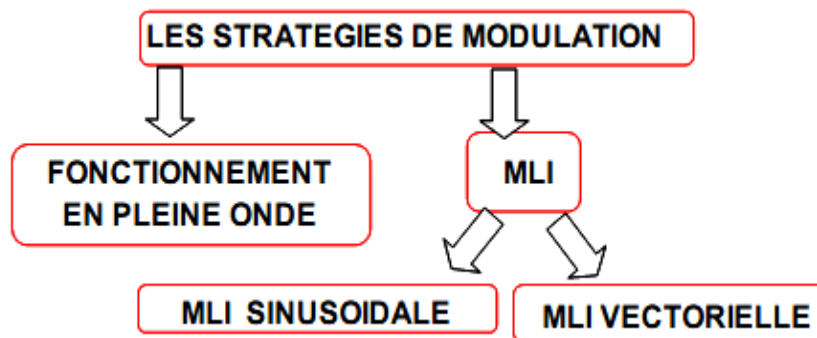 LES STRATEGIES DE MODULATION
FONCTIONNEMENT
EN PLEINE ONDE
MLI
MLI SINUSOIDALE
MLI VECTORIELLE